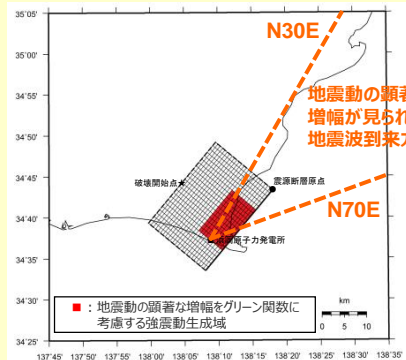 N30E
35˚05'
35˚00'
34˚55'
地震動の顕著
増幅が見られ
地震波到来方
34˚50'
破壊開始点
震源断層原点
34˚45'
N70E
34˚40'
原子力発電所
34˚35'
34˚30'
■:地震動の顕著な増幅をグリーン関数に
考慮する強震動生成域
km
0 5 10
34˚25'
137˚45' 137˚50' 137˚55' 138˚00' 138˚05' 138˚10' 138˚15' 138˚20' 138˚25' 138˚30' 138˚35'